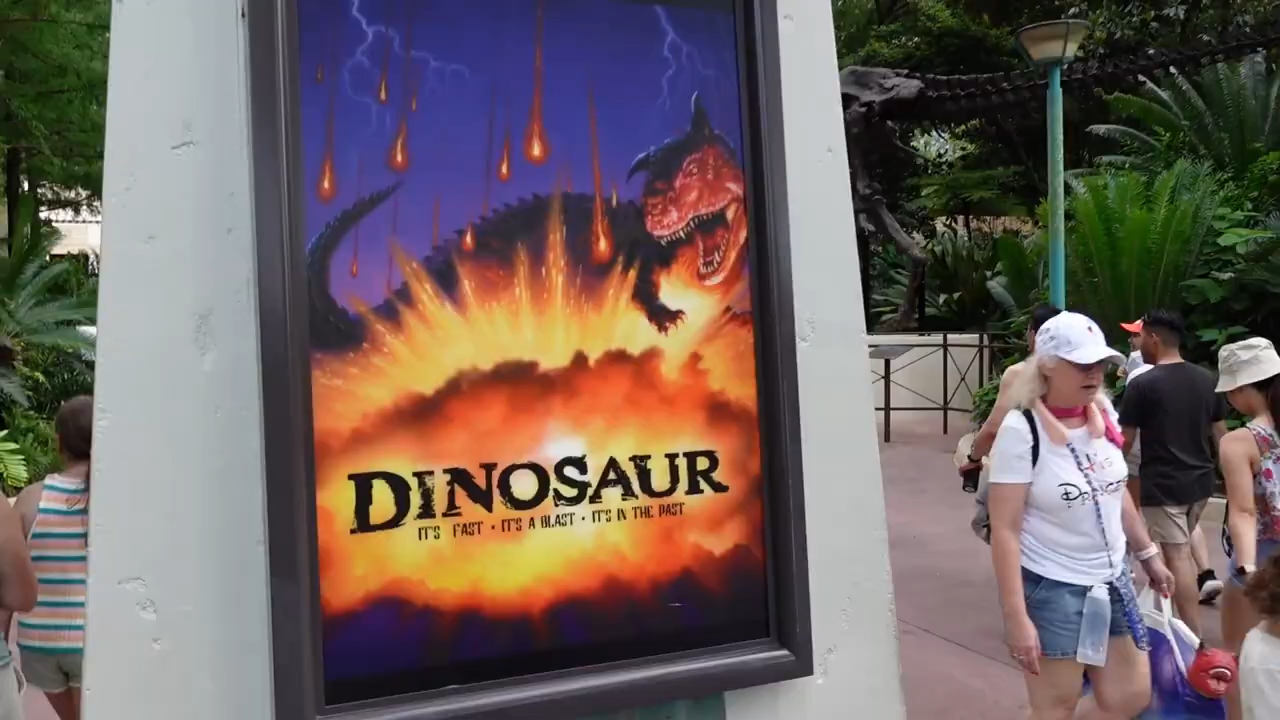 DINOSAUR
IT'S FAST • IT'S A BLAST • IT'S IN THE PAST